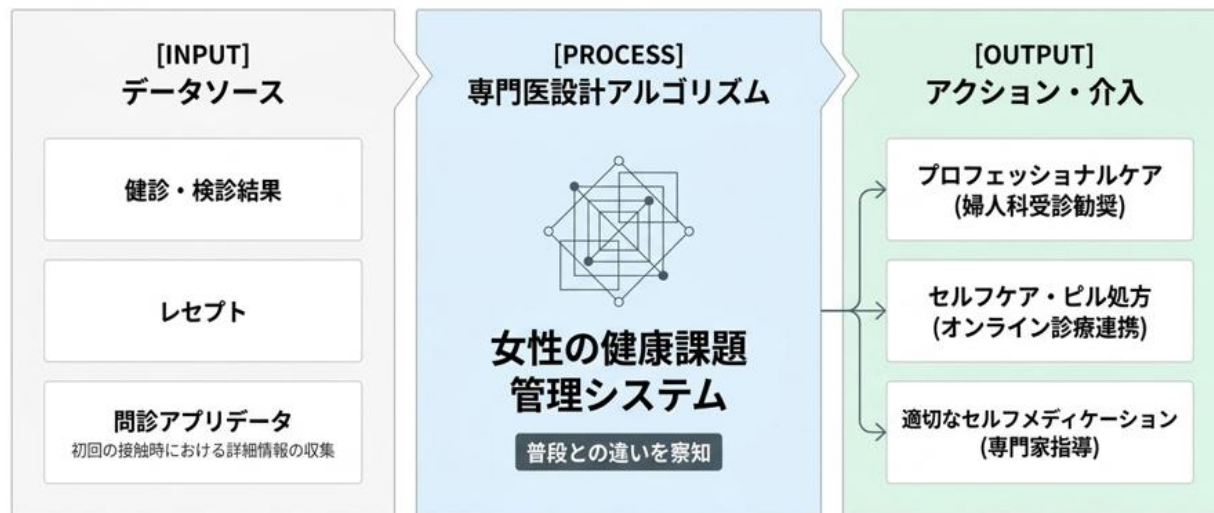 [INPUT]
データソース
健診・検診結果
レセプト
問診アプリデータ
初回の接触時における詳細情報の収集
[PROCESS]
専門医設計アルゴリズム
女性の健康課題
管理システム
普段との違いを察知
[OUTPUT]
アクション・介入
プロフェッショナルケア
(婦人科受診勧奨)
セルフケア・ピル処方
(オンライン診療連携)
適切なセルフメディケーション
(専門家指導)